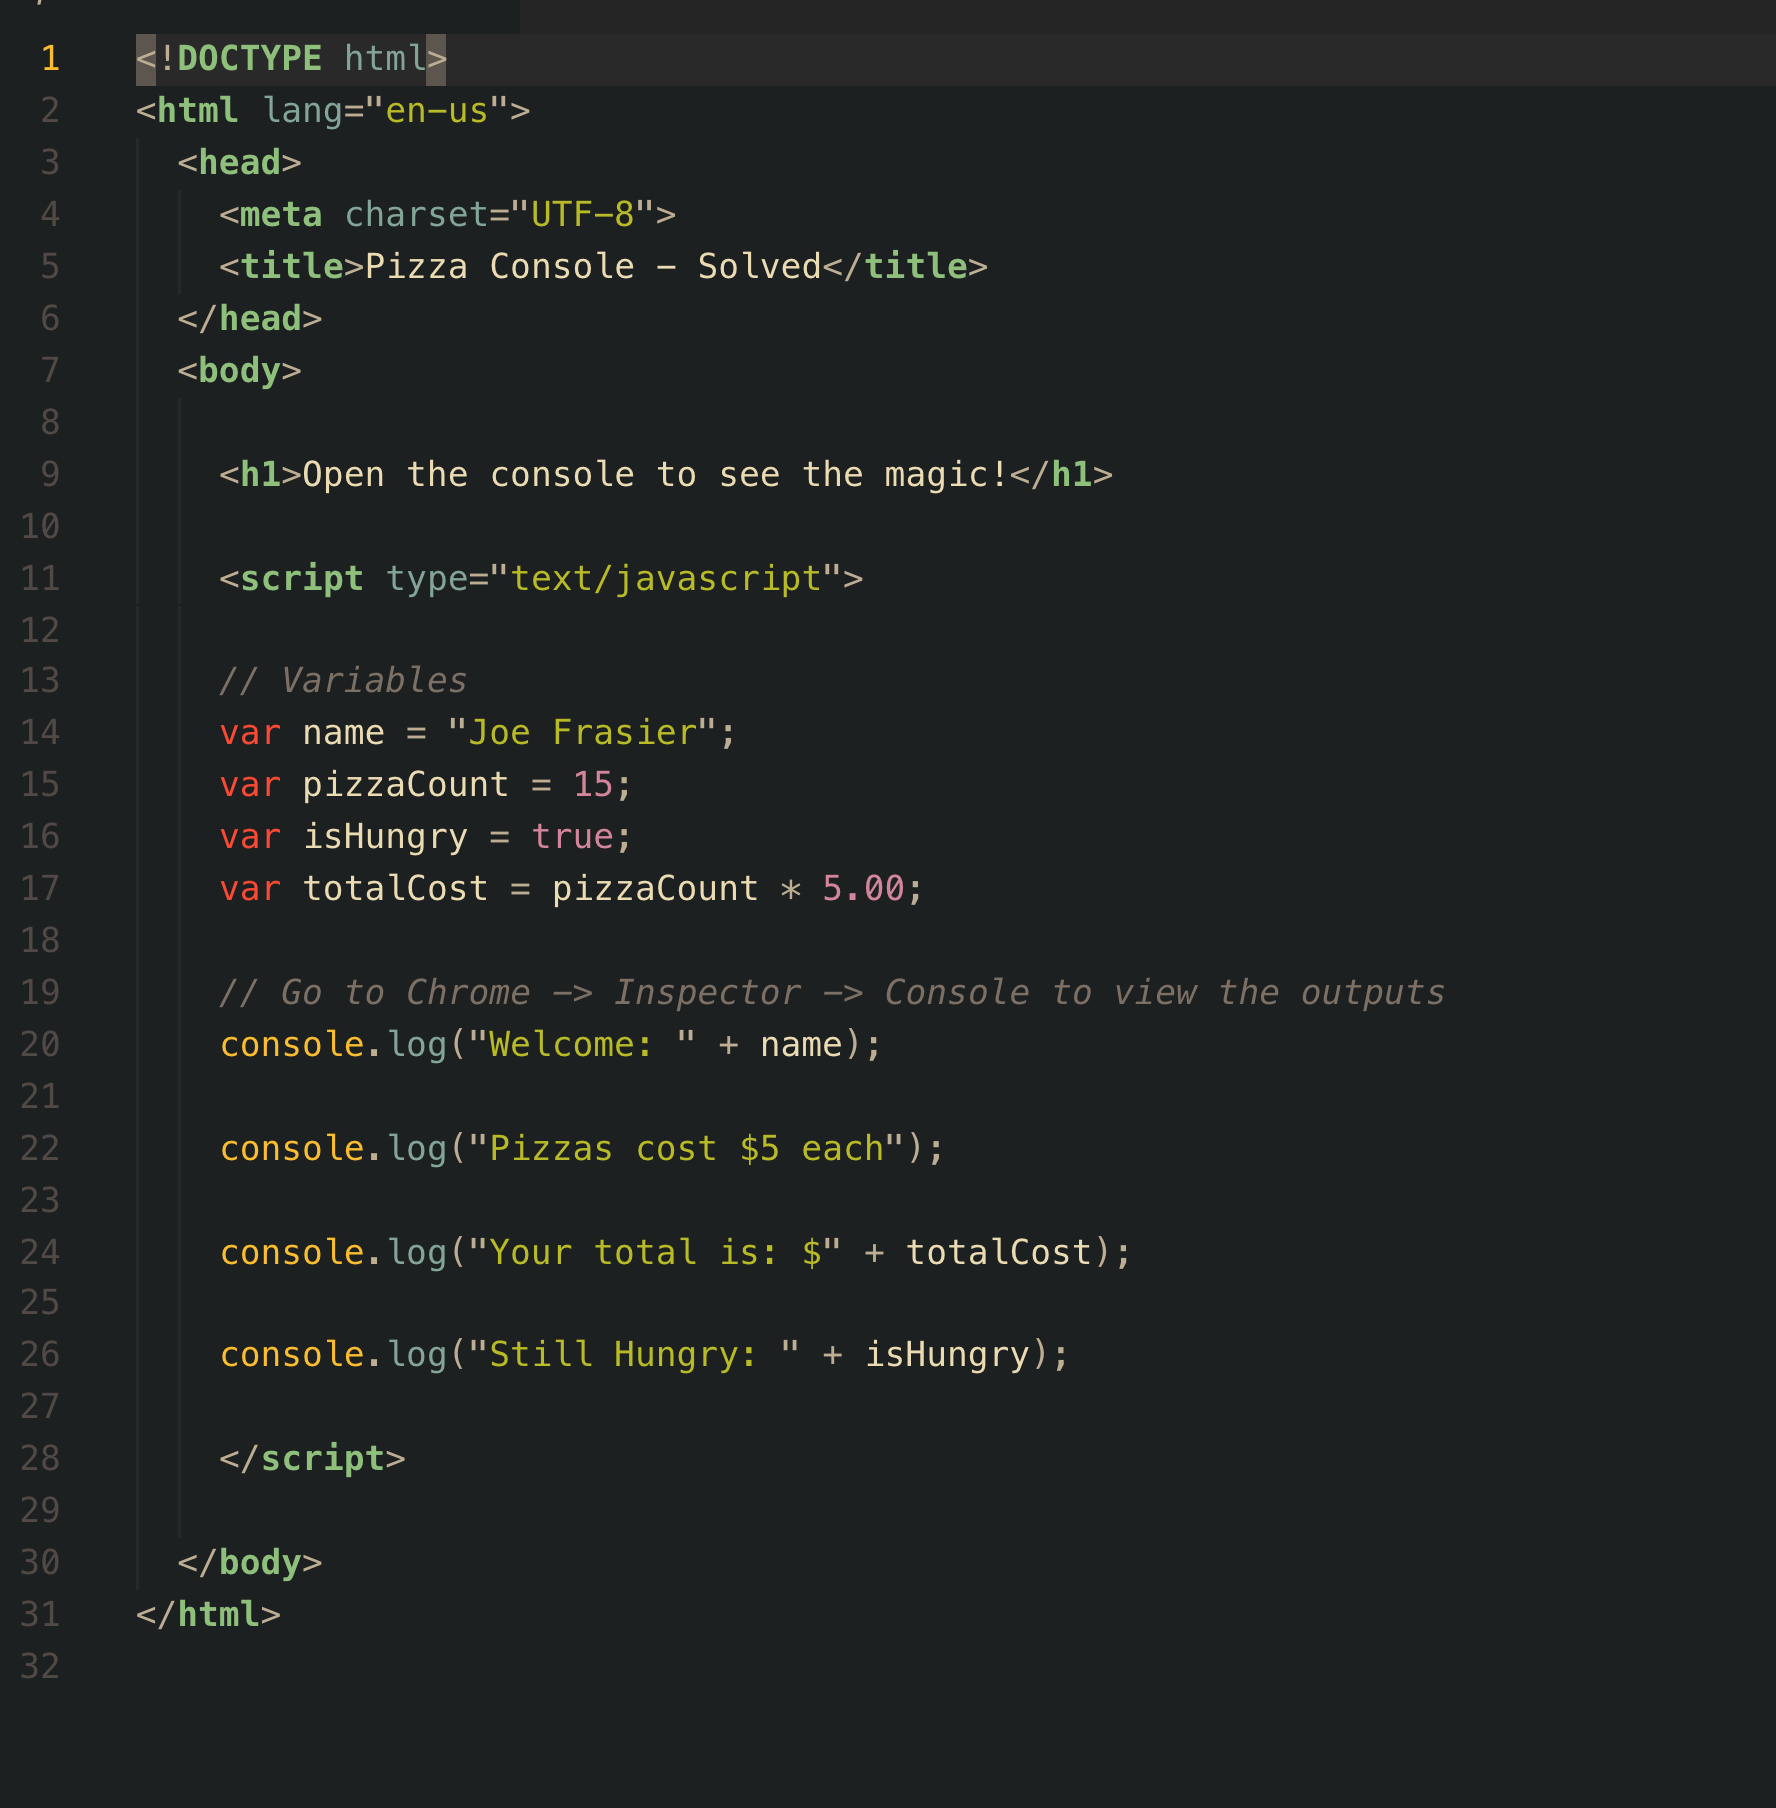 1 <!DOCTYPE html>
2 <html lang="en-us">
3 <head>
4 <meta charset="UTF-8">
5 <title>Pizza Console - Solved</title>
6 </head>
7 <body>
8
9 <h1>Open the console to see the magic!</h1>
10
11 <script type="text/javascript">
12
13 // Variables
14 var name = "Joe Frasier";
15 var pizzaCount = 15;
16 var isHungry = true;
17 var totalCost = pizzaCount * 5.00;
18
19 // Go to Chrome -> Inspector -> Console to view the outputs
20 console.log("Welcome: " + name);
21
22 console.log("Pizzas cost $5 each");
23
24 console.log("Your total is: $" + totalCost);
25
26 console.log("Still Hungry: " + isHungry);
27
28 </script>
29
30 </body>
31 </html>
32